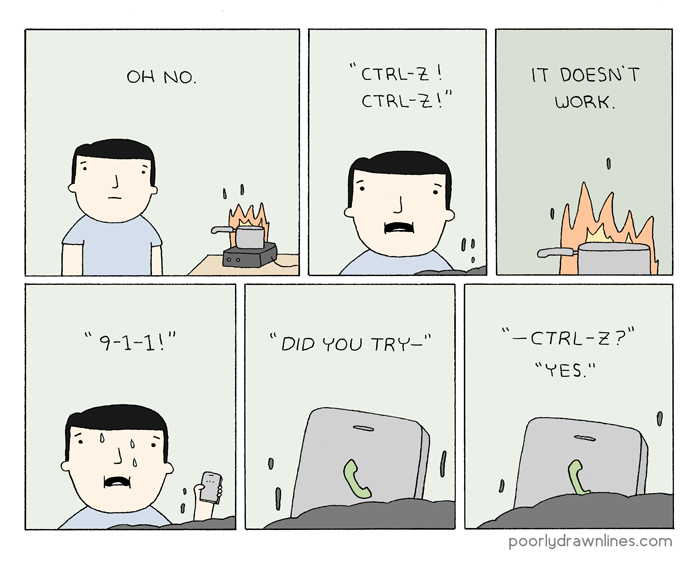 OH NO.
"CTRL-Z!
CTRL-Z!"
IT DOESN'T
WORK.
"9-1-1!"
"DID YOU TRY—"
"—CTRL-Z?"
"YES."
poorlydrawnlines.com